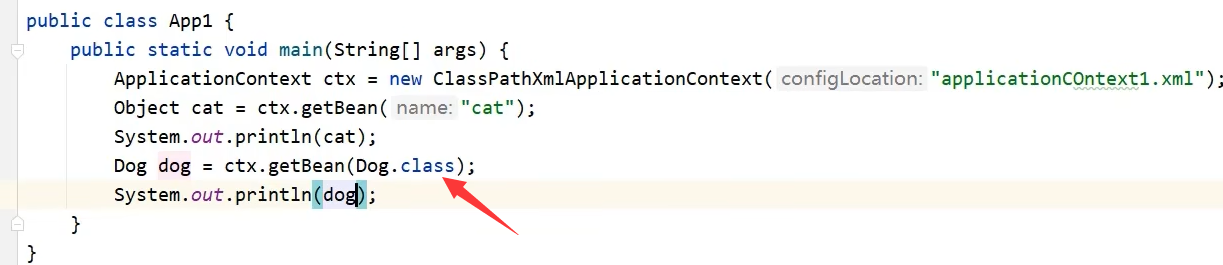 public class App1 {
public static void main(String[] args) {
ApplicationContext ctx = new ClassPathXmlApplicationContext( configLocation: "applicationCOntext1.xml");
Object cat = ctx.getBean( name: "cat");
System.out.println(cat);
Dog dog = ctx.getBean(Dog.class);
System.out.println(dog);
}
}